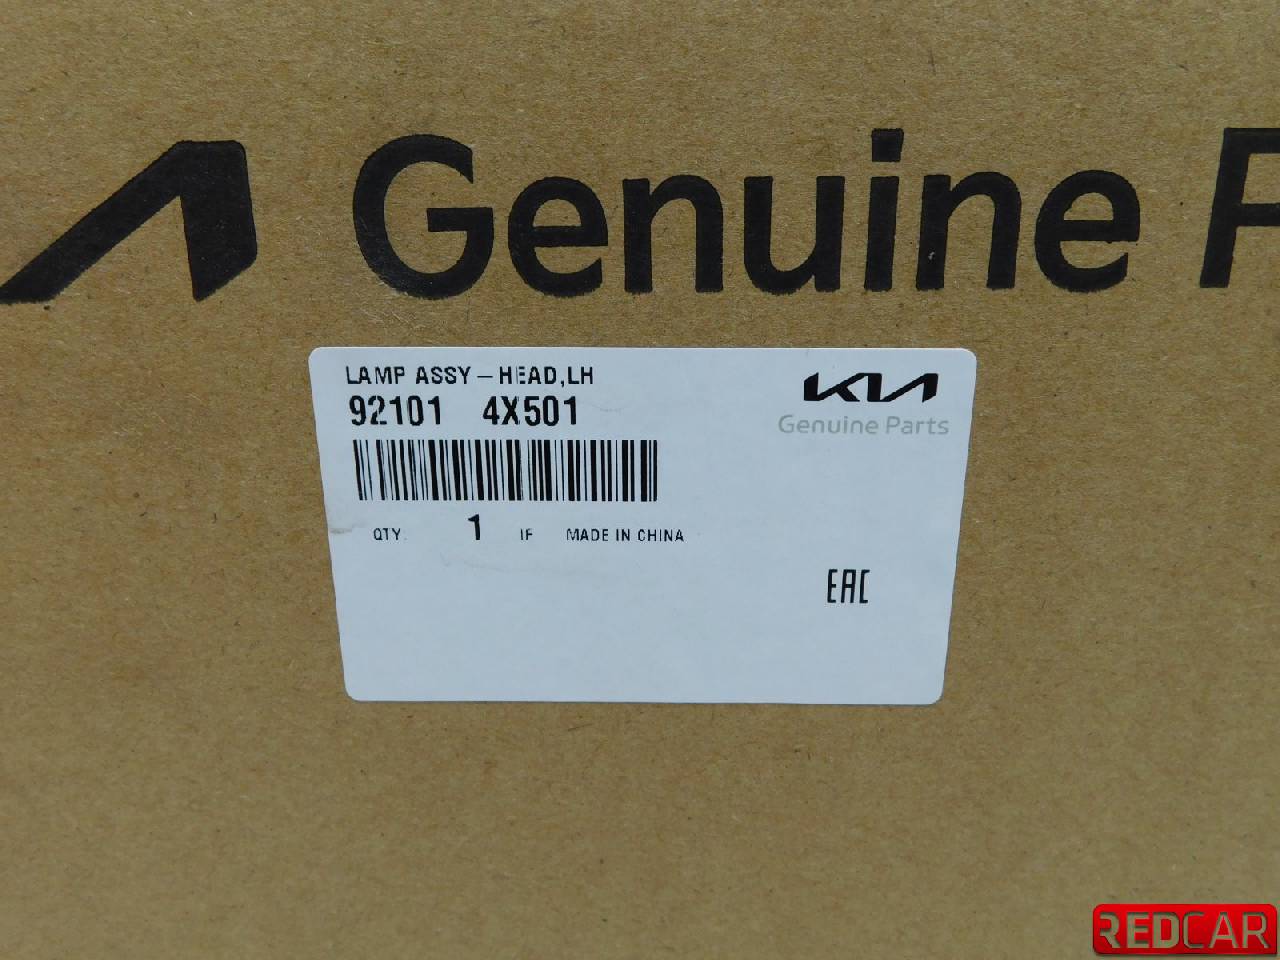 Genuine P
LAMP ASSY-HEAD,LH
92101 4X501
KIA
Genuine Parts
QTY. 1 IF MADE IN CHINA
EAC
REDCAR